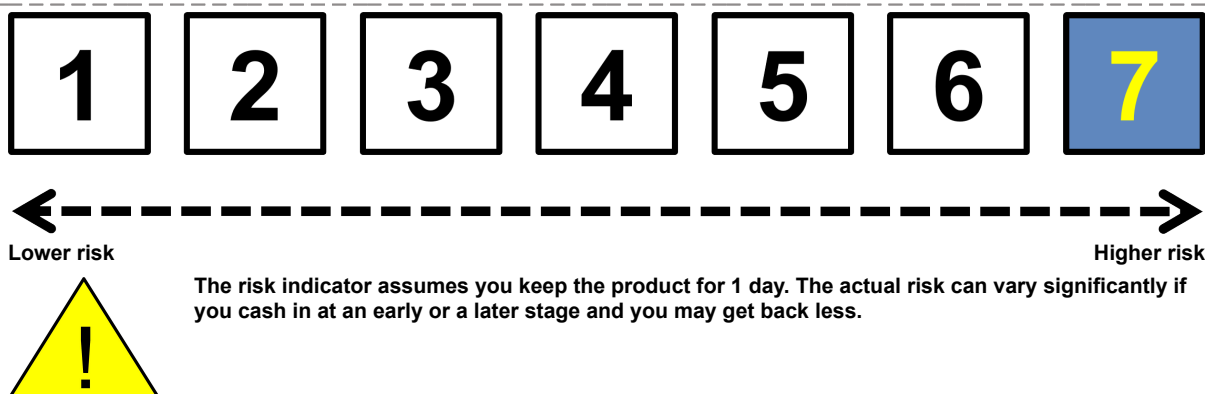 1 2 3 4 5 6 7
Lower risk Higher risk
The risk indicator assumes you keep the product for 1 day. The actual risk can vary significantly if
you cash in at an early or a later stage and you may get back less.
!